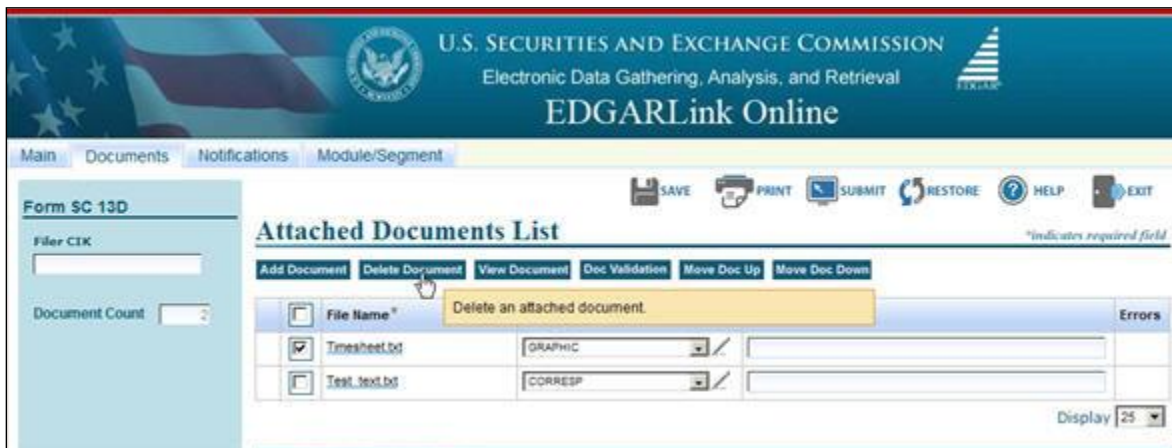 U.S. SECURITIES AND EXCHANGE COMMISSION
Electronic Data Gathering, Analysis, and Retrieval
EDGARLink Online
EDGAR
Main Documents Notifications Module/Segment
SAVE PRINT SUBMIT RESTORE HELP EXIT
Form SC 13D
Attached Documents List
*indicates required field
Filer CIK
Add Document Delete Document View Document Doc Validation Move Doc Up Move Doc Down
Document Count 2
File Name* Errors
Delete an attached document.
Timesheet.txt GRAPHIC
Test_text.txt CORRESP
Display 25